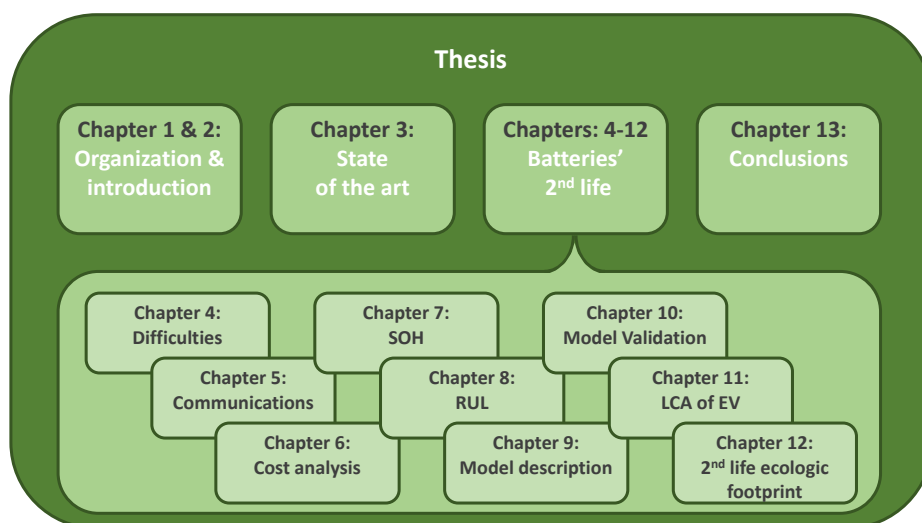 Thesis
Chapter 1 & 2:
Organization &
introduction
Chapter 3:
State
of the art
Chapters: 4-12
Batteries’
2nd life
Chapter 13:
Conclusions
Chapter 4:
Difficulties
Chapter 5:
Communications
Chapter 6:
Cost analysis
Chapter 7:
SOH
Chapter 8:
RUL
Chapter 9:
Model description
Chapter 10:
Model Validation
Chapter 11:
LCA of EV
Chapter 12:
2nd life ecologic
footprint